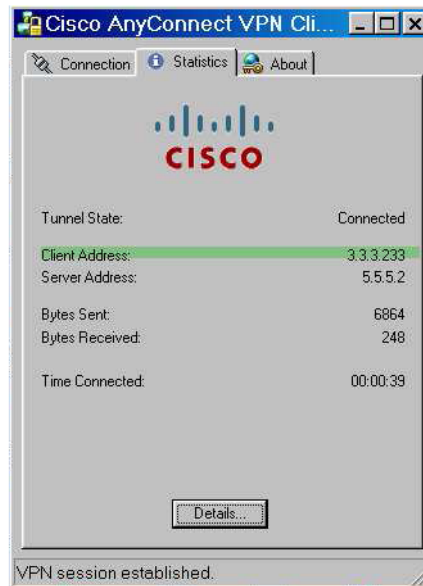 Cisco AnyConnect VPN Cli...
Connection Statistics About
CISCO
Tunnel State: Connected
Client Address: 3.3.3.233
Server Address: 5.5.5.2
Bytes Sent: 6864
Bytes Received: 248
Time Connected: 00:00:39
Details...
VPN session established.